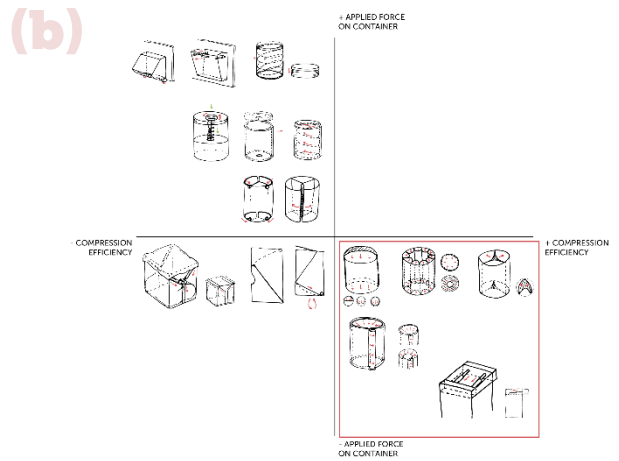 (b)
+ APPLIED FORCE
ON CONTAINER
- COMPRESSION
EFFICIENCY
+ COMPRESSION
EFFICIENCY
- APPLIED FORCE
ON CONTAINER